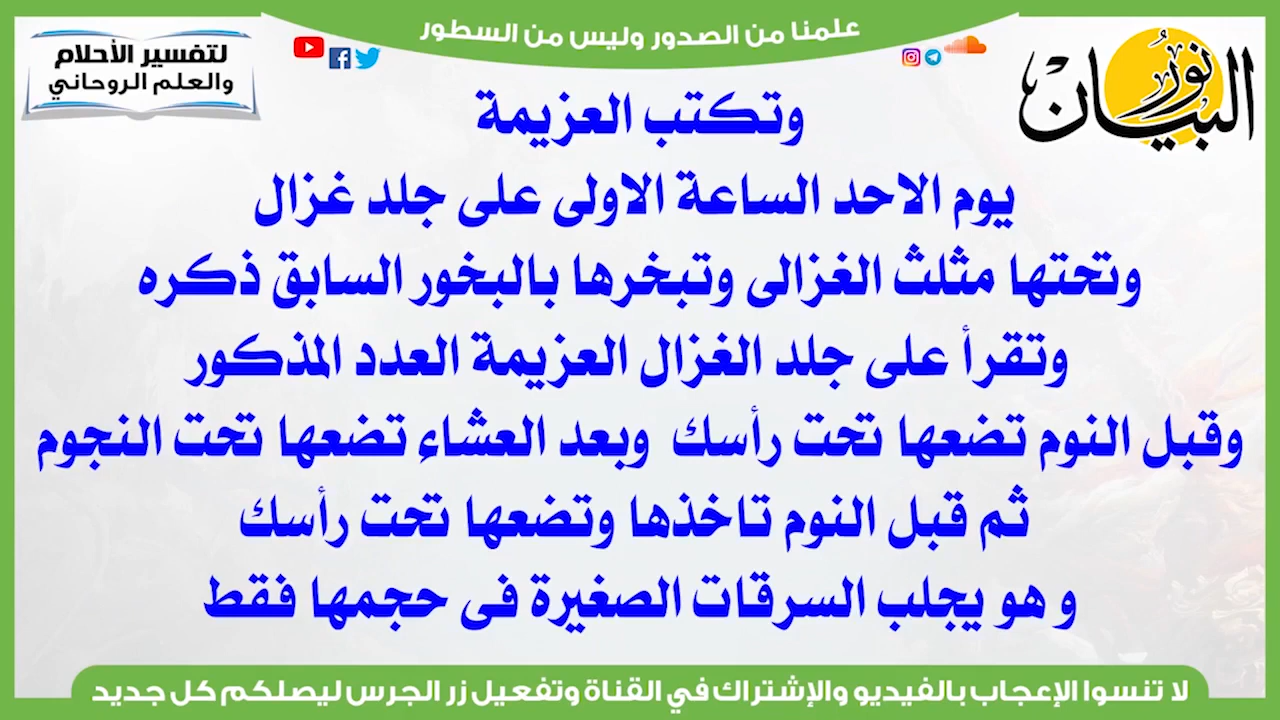 علمنا من الصدور وليس من السطور
لتفسير الأحلام
والعلم الروحاني
نور
البيان
وتكتب العزيمة
يوم الاحد الساعة الاولى على جلد غزال
وتحتها مثلث الغزالى وتبخرها بالبخور السابق ذكره
وتقرأ على جلد الغزال العزيمة العدد المذكور
وقبل النوم تضعها تحت رأسك وبعد العشاء تضعها تحت النجوم
ثم قبل النوم تاخذها وتضعها تحت رأسك
و هو يجلب السرقات الصغيرة فى حجمها فقط
لا تنسوا الإعجاب بالفيديو والإشتراك في القناة وتفعيل زر الجرس ليصلكم كل جديد